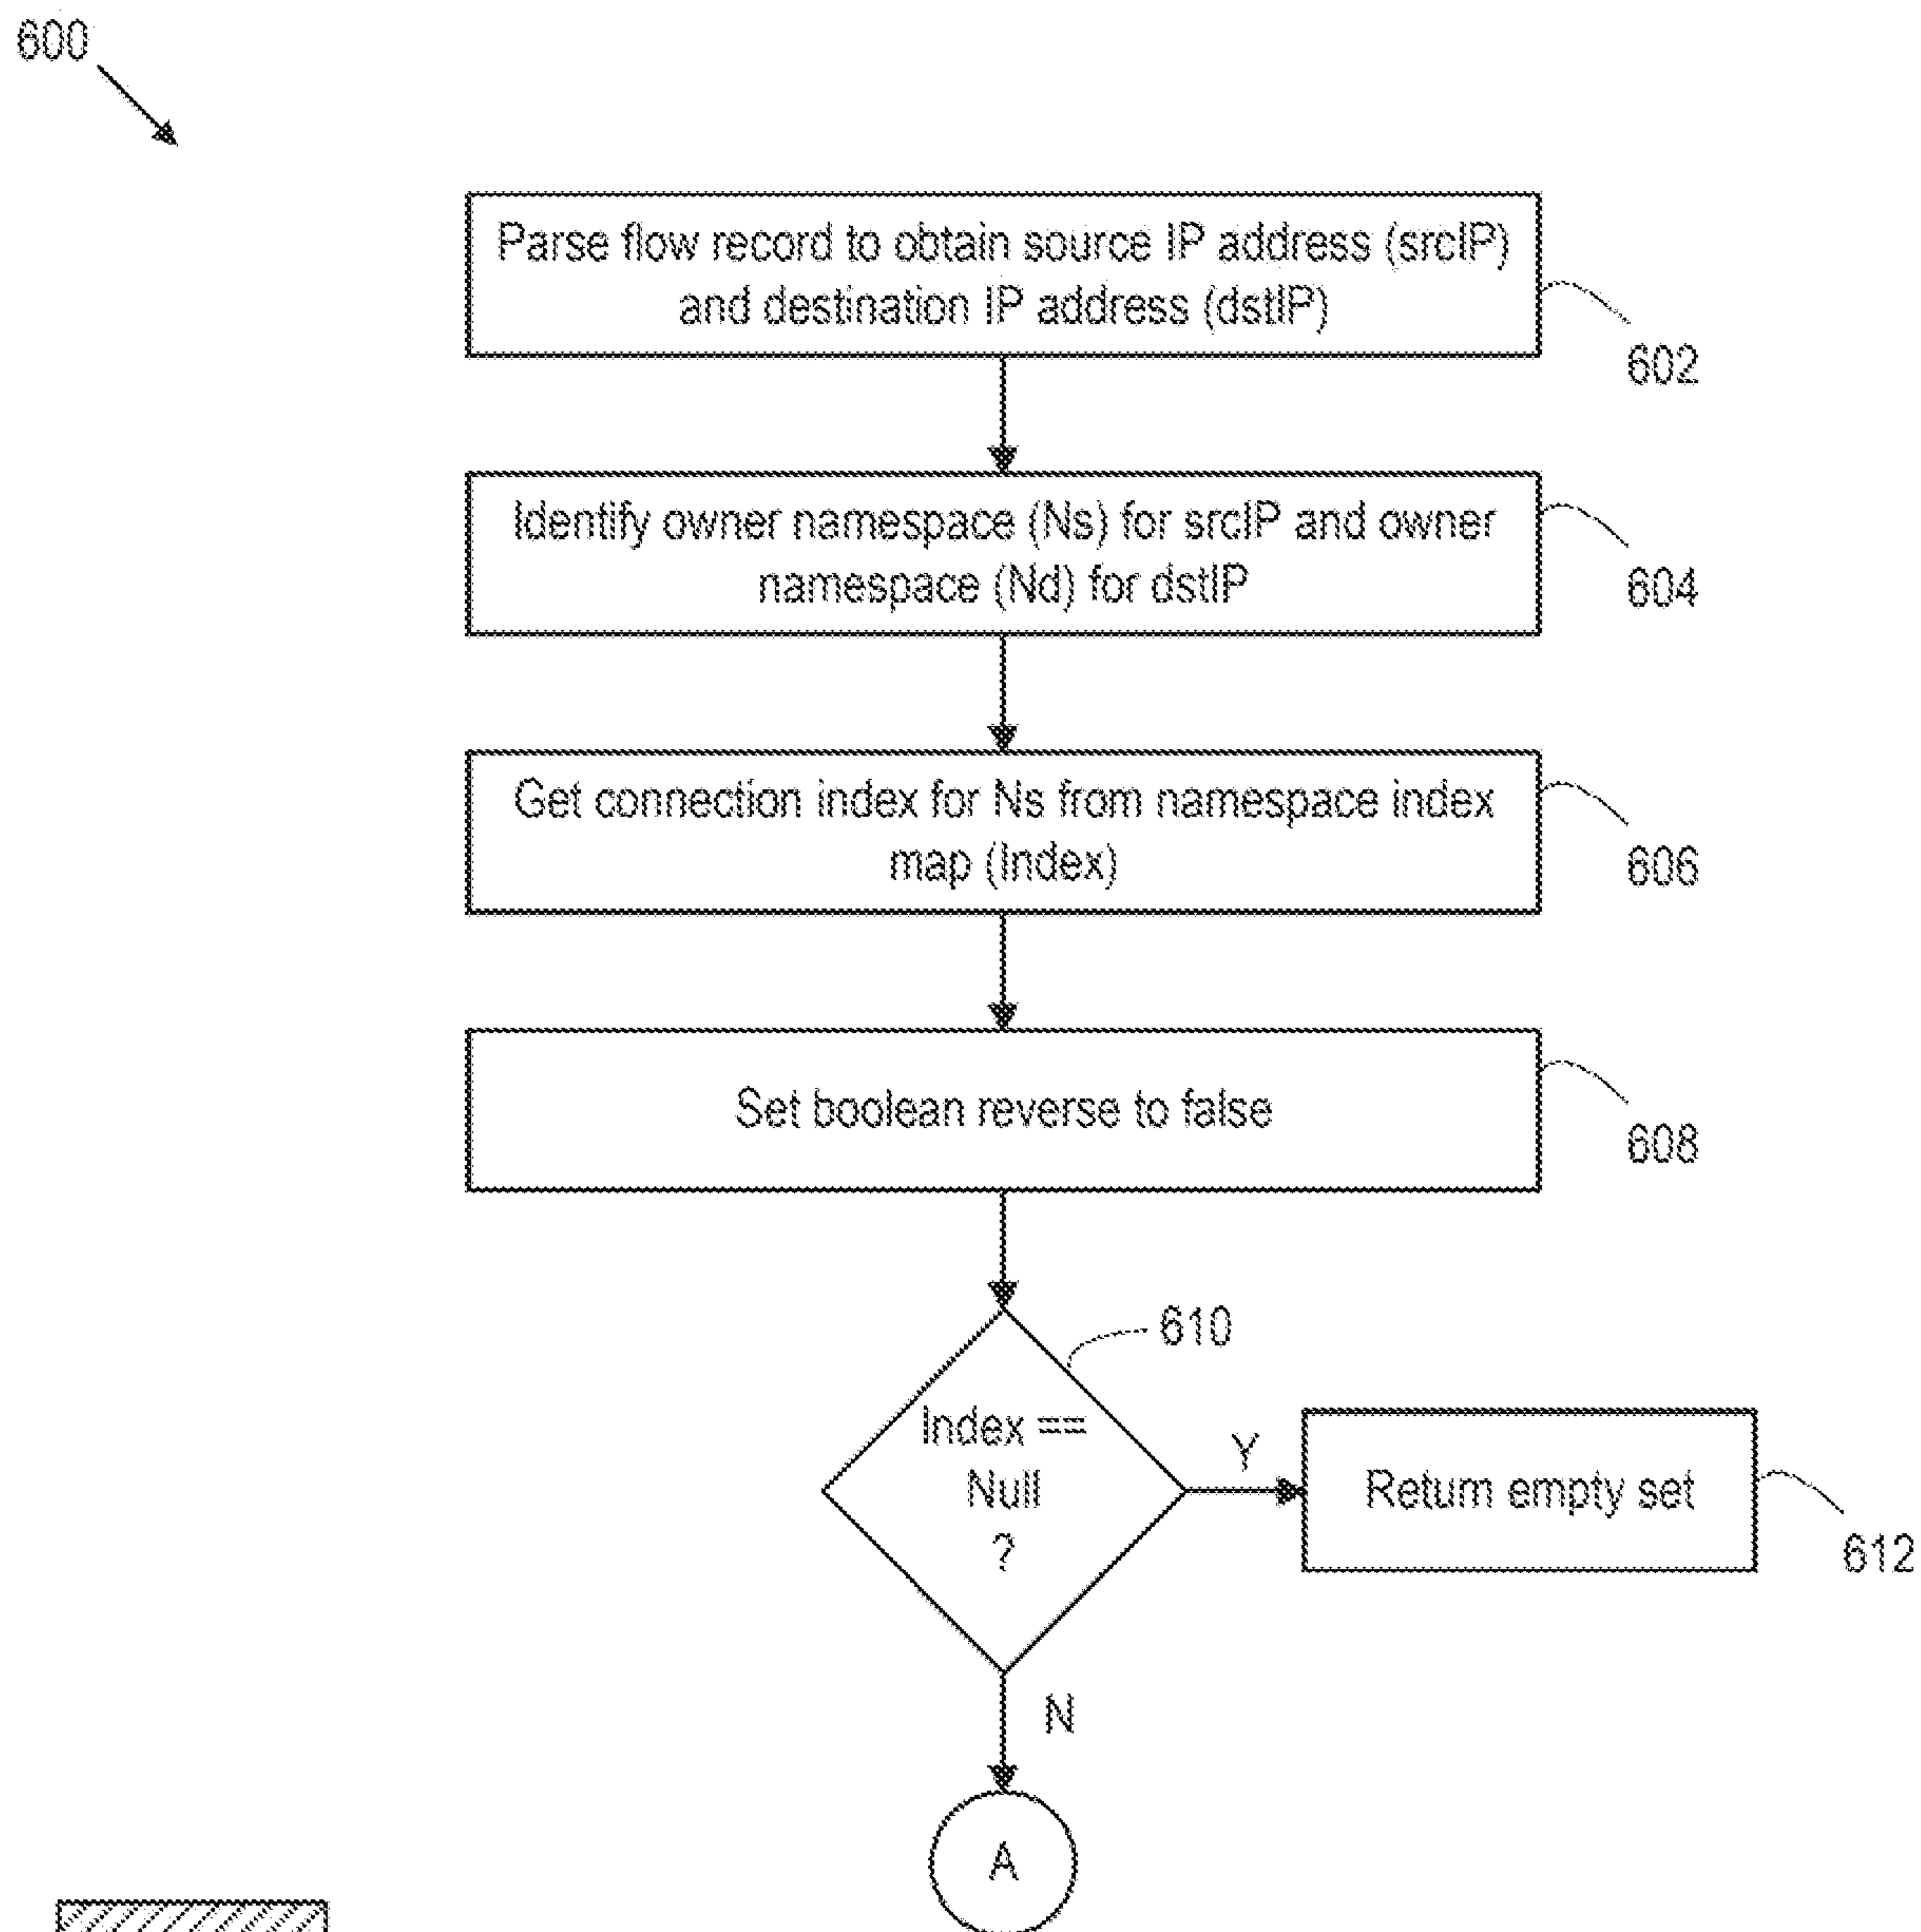 600
Parse flow record to obtain source IP address (srcIP)
and destination IP address (dstIP)
602
Identify owner namespace (Ns) for srcIP and owner
namespace (Nd) for dstIP
604
Get connection index for Ns from namespace index
map (Index)
606
Set boolean reverse to false
608
610
Index ==
Null
?
Y
Return empty set
612
N
A